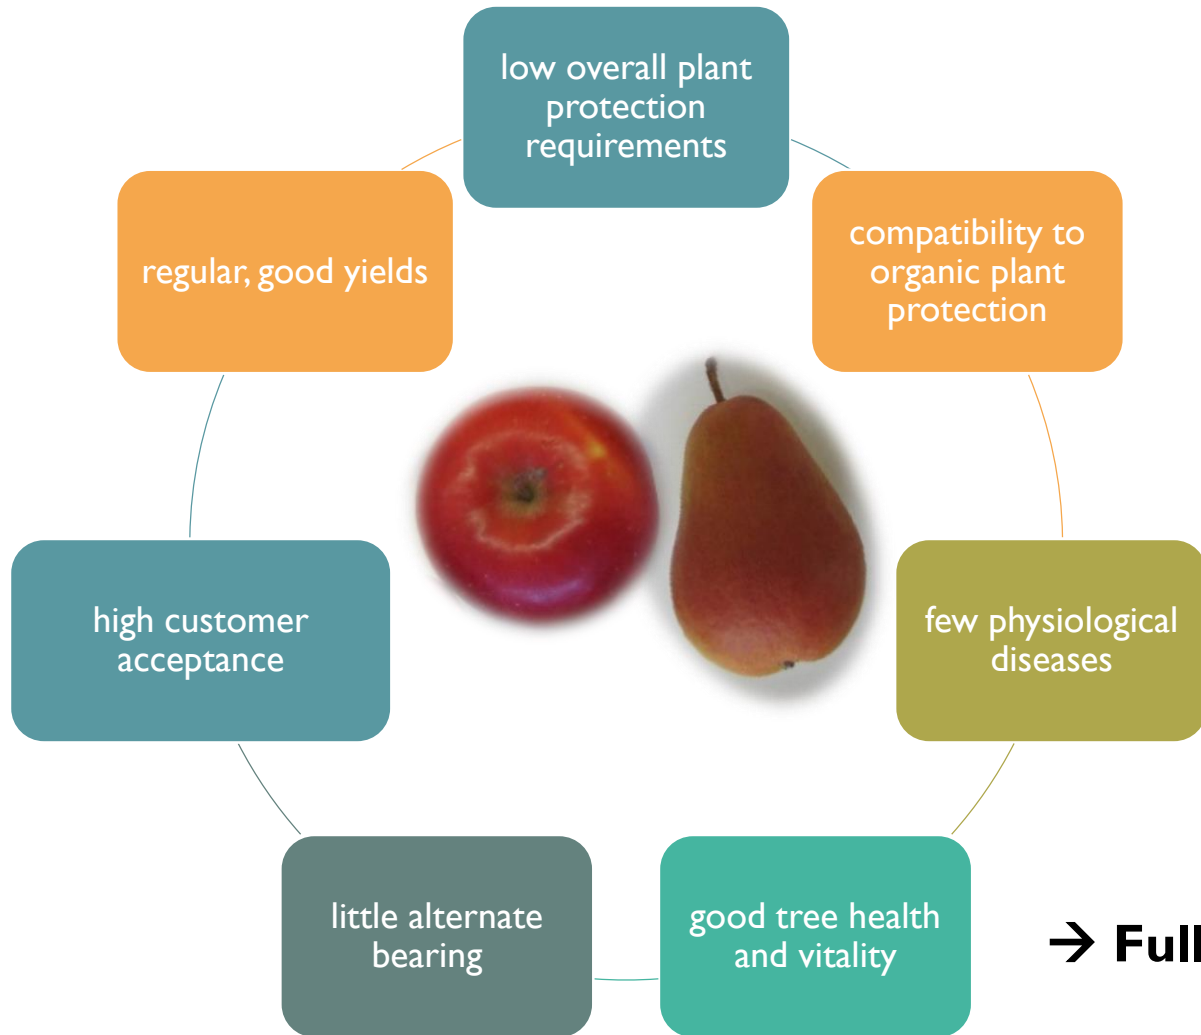 low overall plant
protection
requirements
compatibility to
organic plant
protection
few physiological
diseases
good tree health
and vitality
little alternate
bearing
high customer
acceptance
regular, good yields
→ Full